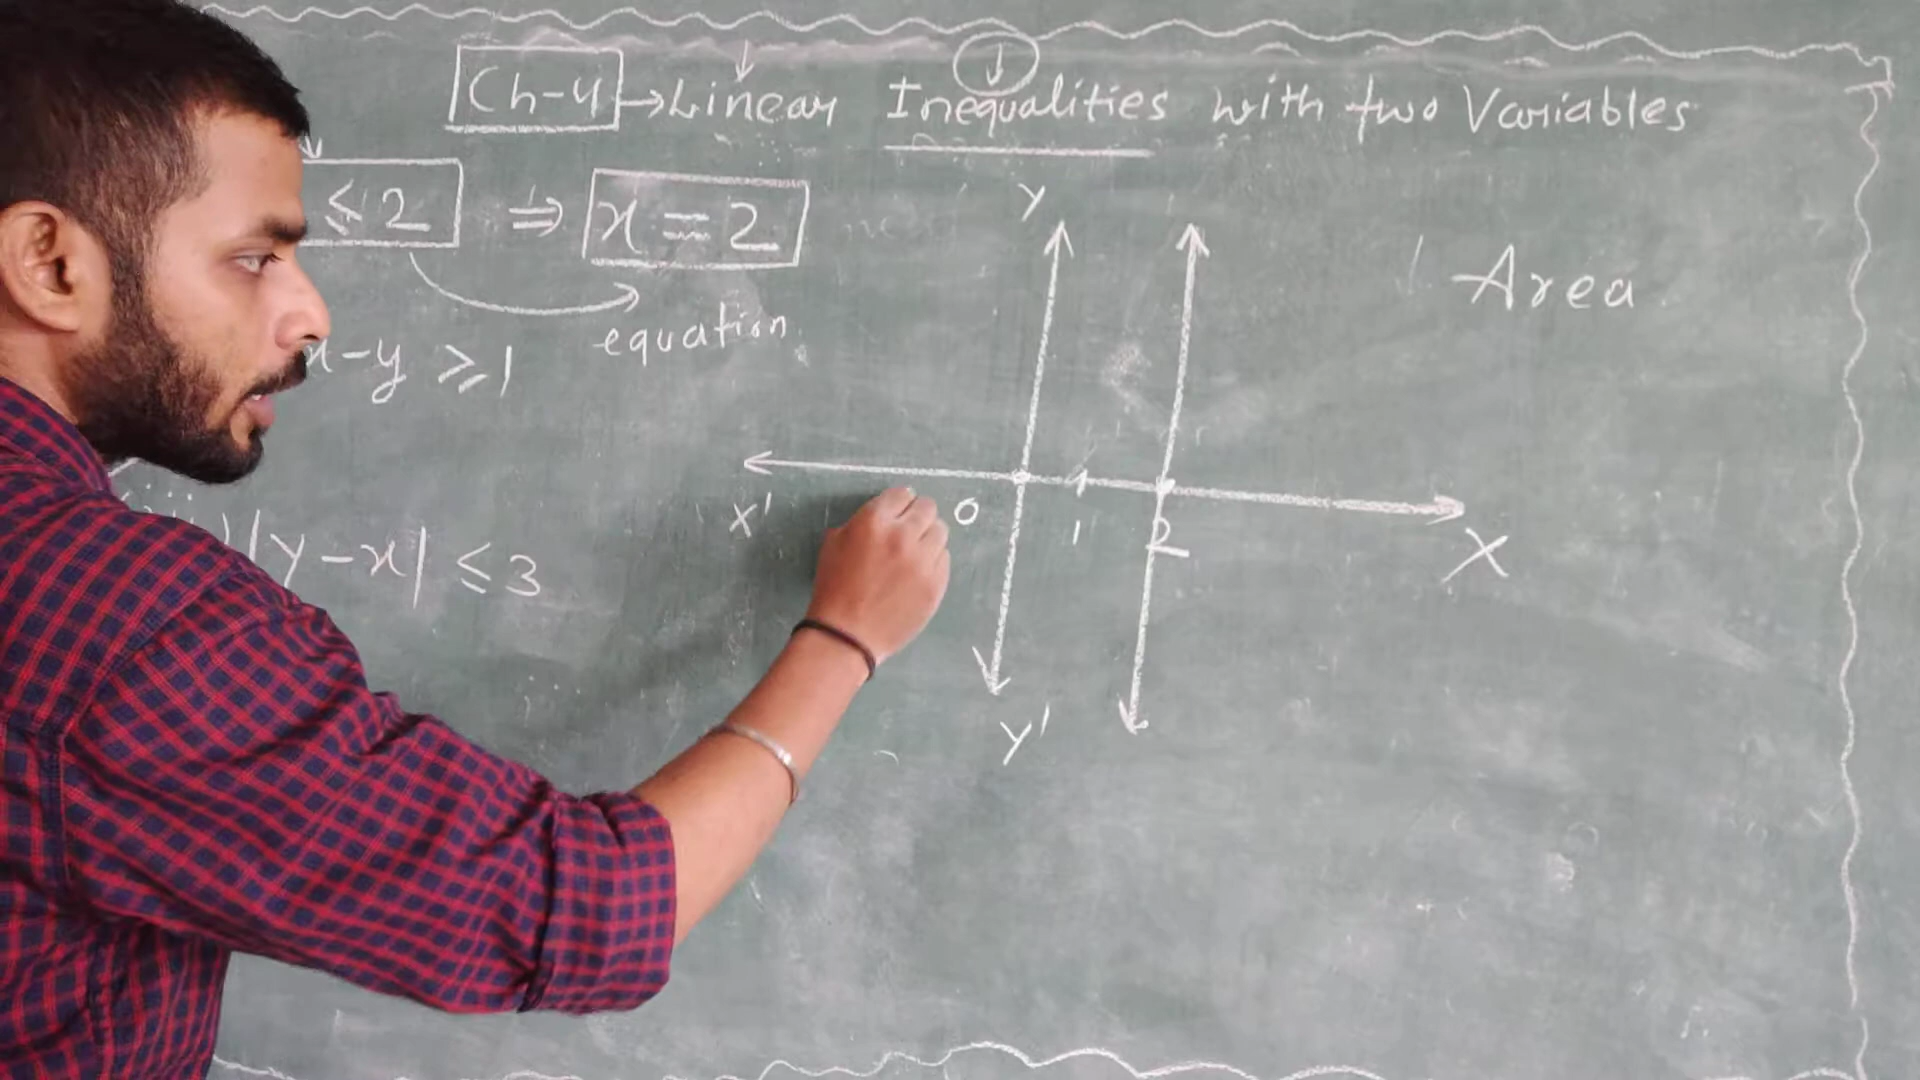 Ch-4 → Linear Inequalities with two Variables
≤ 2 ⇒ x = 2
equation
x-y ≥ 1
|y-x| ≤ 3
Area
Y
X' 0 1 2 X
Y'